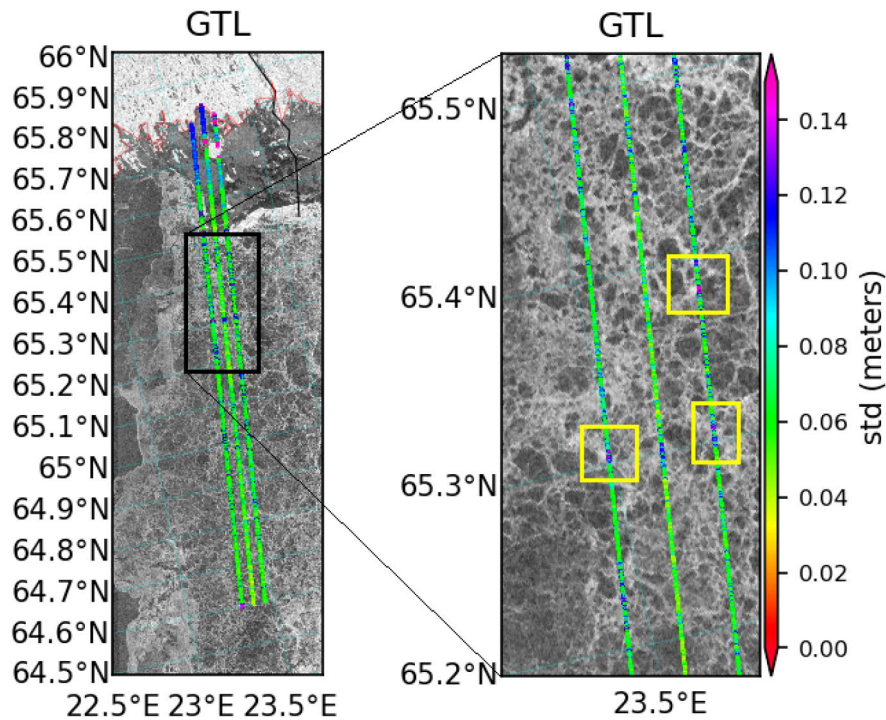 GTL
66°N
65.9°N
65.8°N
65.7°N
65.6°N
65.5°N
65.4°N
65.3°N
65.2°N
65.1°N
65°N
64.9°N
64.8°N
64.7°N
64.6°N
64.5°N
22.5°E 23°E 23.5°E
GTL
65.5°N
65.4°N
65.3°N
65.2°N
23.5°E
0.14
0.12
0.10
0.08
0.06
0.04
0.02
0.00
std (meters)